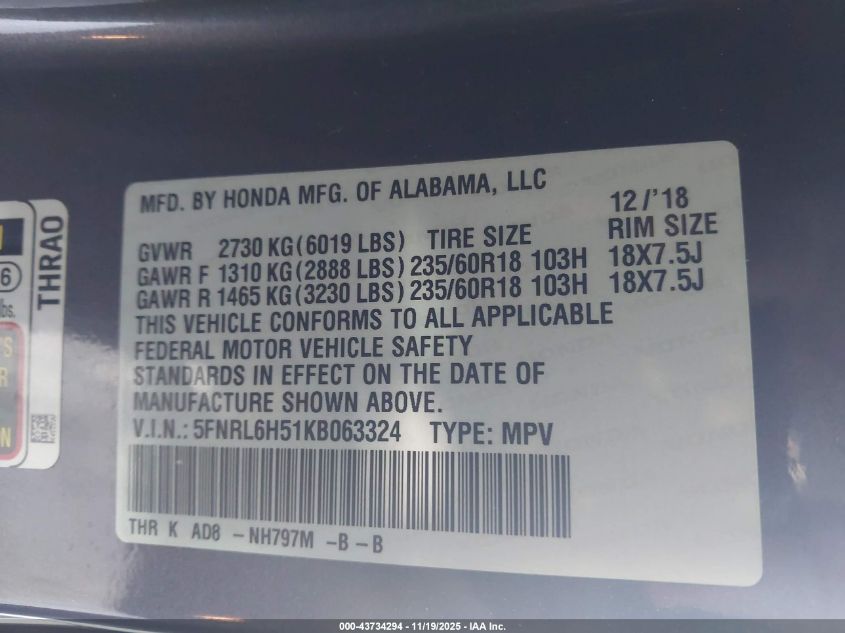 MFD. BY HONDA MFG. OF ALABAMA, LLC 12/'18
GVWR 2730 KG(6019 LBS) TIRE SIZE RIM SIZE
GAWR F 1310 KG(2888 LBS) 235/60R18 103H 18X7.5J
GAWR R 1465 KG(3230 LBS) 235/60R18 103H 18X7.5J
THIS VEHICLE CONFORMS TO ALL APPLICABLE
FEDERAL MOTOR VEHICLE SAFETY
STANDARDS IN EFFECT ON THE DATE OF
MANUFACTURE SHOWN ABOVE.
V.I.N.: 5FNRL6H51KB063324 TYPE: MPV
THR K AD8 - NH797M -B - B
THRAO
6
lbs.
000-43734294 - 11/19/2025 - IAA Inc.